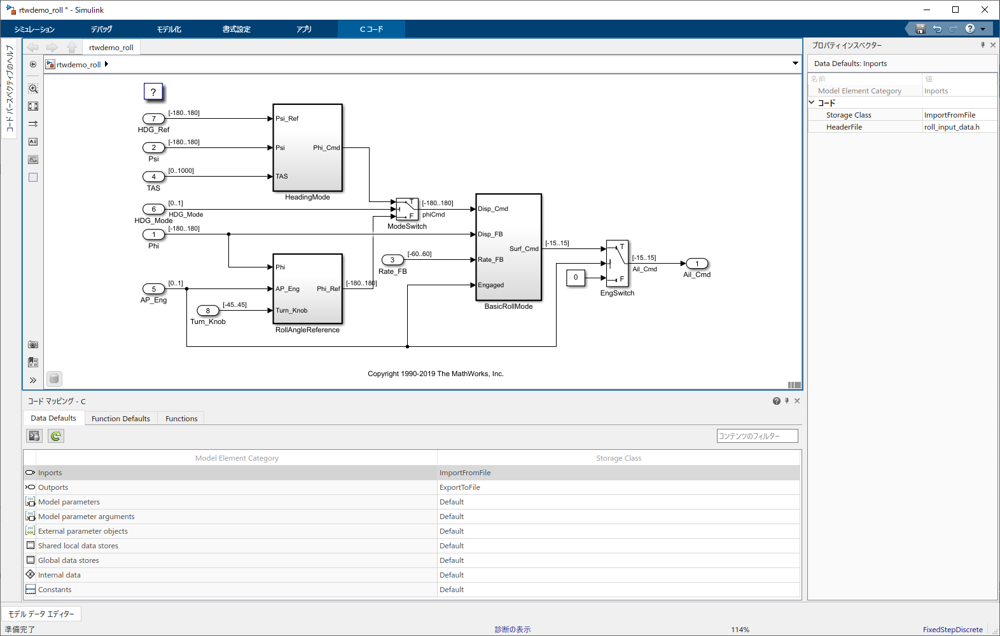 rtwdemo_roll * - Simulink
シミュレーション デバッグ モデル化 書式設定 アプリ C コード
コード パースペクティブのヘルプ
rtwdemo_roll
rtwdemo_roll
?
7
HDG_Ref
[-180..180]
2
Psi
[-180..180]
4
TAS
[0..1000]
Psi_Ref
Psi
TAS
Phi_Cmd
HeadingMode
6
HDG_Mode
[0..1]
HDG_Mode
1
Phi
[-180..180]
T
F
ModeSwitch
[-180..180]
phiCmd
5
AP_Eng
[0..1]
8
Turn_Knob
[-45..45]
Phi
AP_Eng
Turn_Knob
Phi_Ref
RollAngleReference
[-180..180]
3
Rate_FB
[-60..60]
Disp_Cmd
Disp_FB
Rate_FB
Engaged
Surf_Cmd
BasicRollMode
[-15..15]
0
T
F
EngSwitch
[-15..15]
Ail_Cmd
1
Ail_Cmd
Copyright 1990-2019 The MathWorks, Inc.
プロパティ インスペクター
Data Defaults: Inports
名前 値
Model Element Category Inports
コード
Storage Class ImportFromFile
HeaderFile roll_input_data.h
コード マッピング - C
Data Defaults Function Defaults Functions
コンテンツのフィルター
Model Element Category Storage Class
Inports ImportFromFile
Outports ExportToFile
Model parameters Default
Model parameter arguments Default
External parameter objects Default
Shared local data stores Default
Global data stores Default
Internal data Default
Constants Default
モデル データ エディター
準備完了 診断の表示 114% FixedStepDiscrete